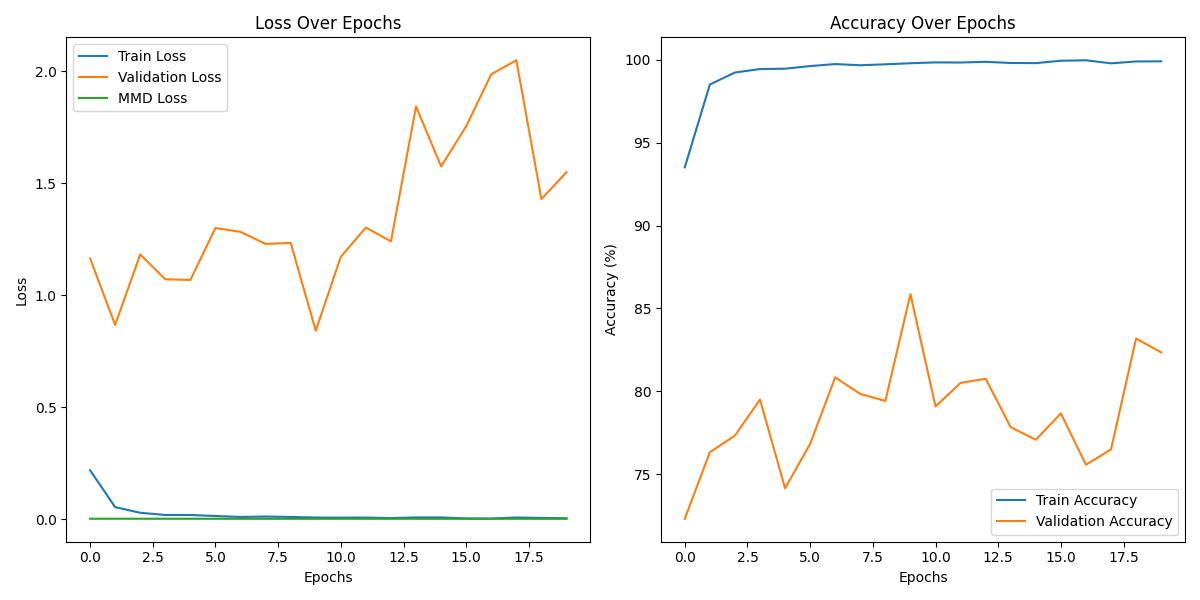 Loss Over Epochs
Train Loss
Validation Loss
MMD Loss
2.0
1.5
1.0
0.5
0.0
Loss
0.0 2.5 5.0 7.5 10.0 12.5 15.0 17.5
Epochs
Accuracy Over Epochs
100
95
90
85
80
75
Accuracy (%)
Train Accuracy
Validation Accuracy
0.0 2.5 5.0 7.5 10.0 12.5 15.0 17.5
Epochs